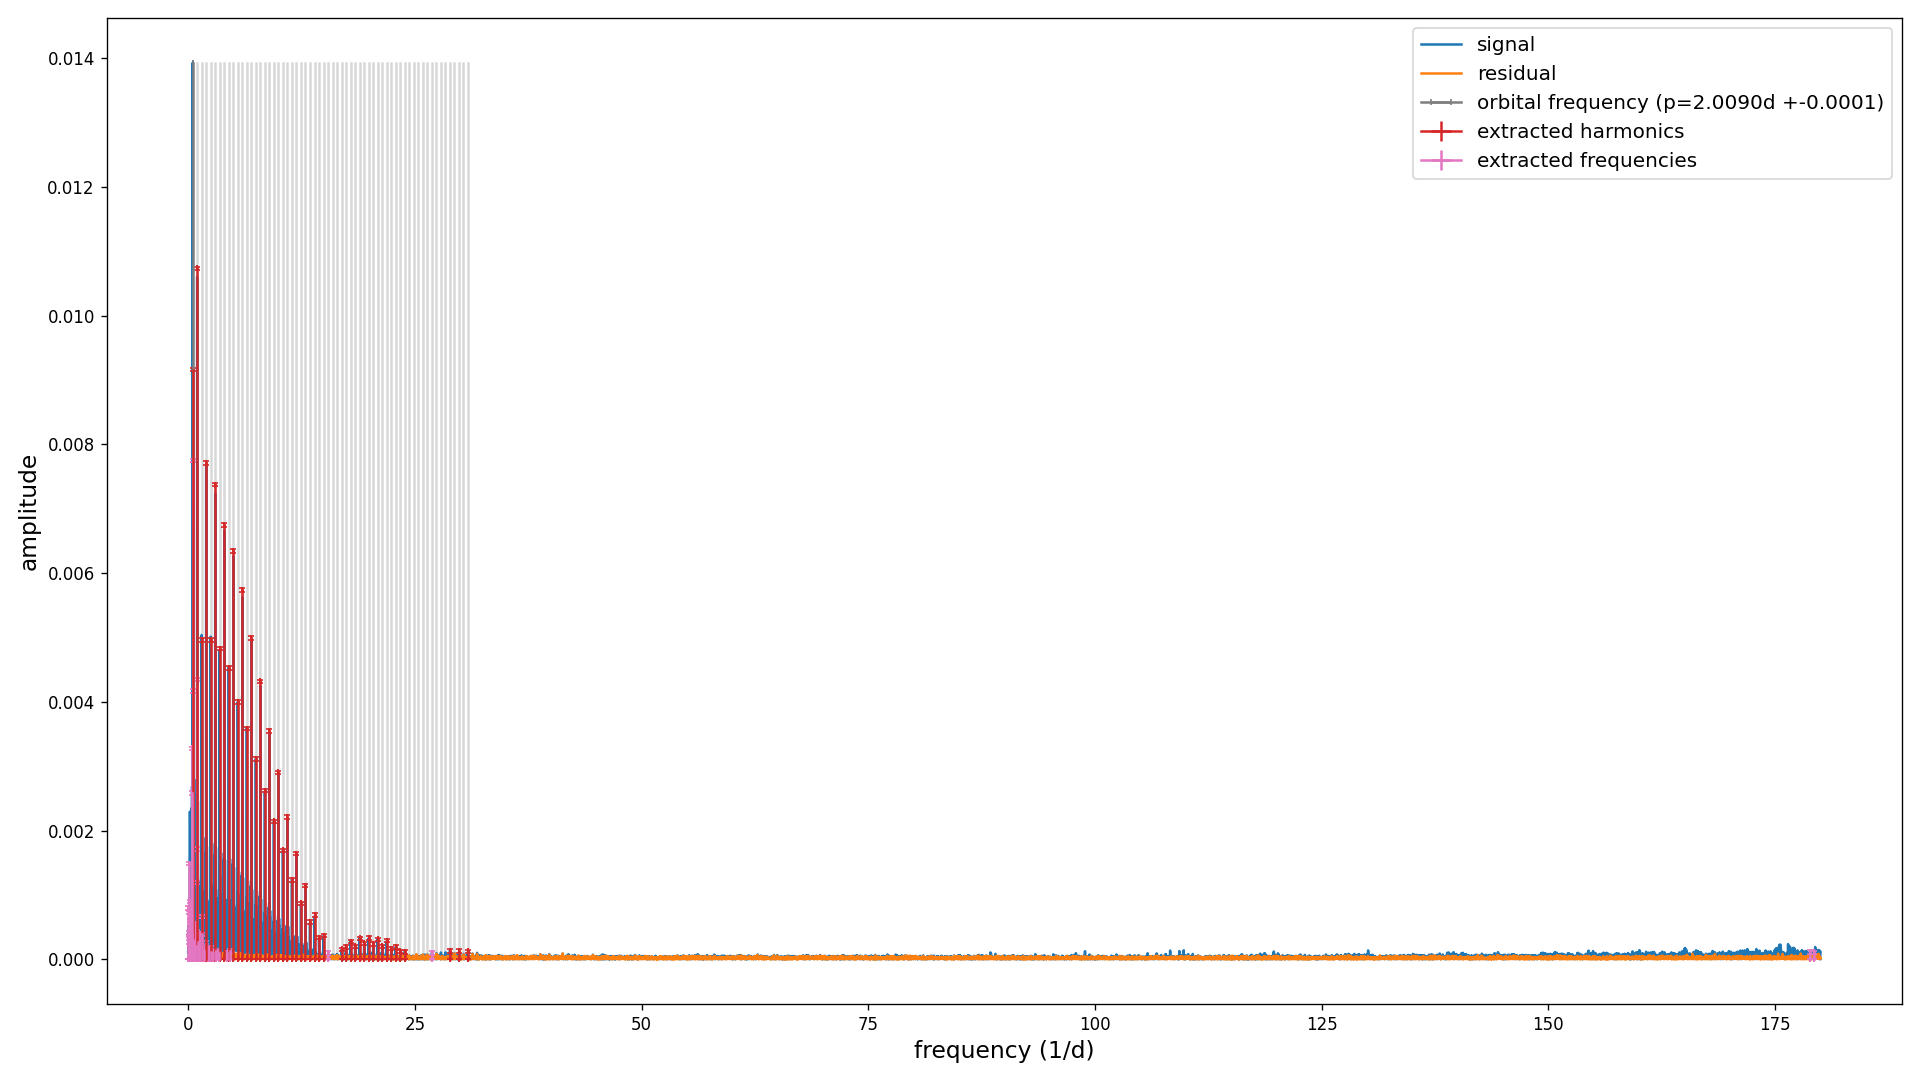 signal
residual
orbital frequency (p=2.0090d +-0.0001)
extracted harmonics
extracted frequencies
amplitude
0.014
0.012
0.010
0.008
0.006
0.004
0.002
0.000
0 25 50 75 100 125 150 175
frequency (1/d)